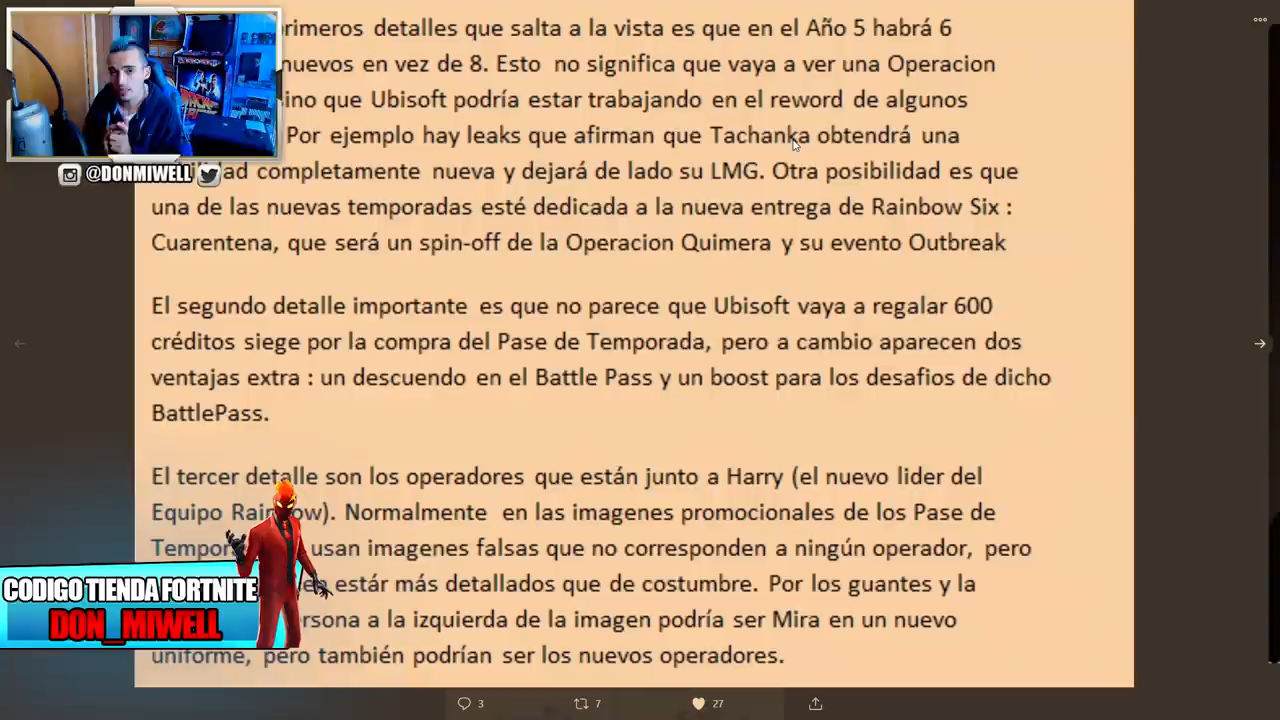 primeros detalles que salta a la vista es que en el Año 5 habrá 6
nuevos en vez de 8. Esto no significa que vaya a ver una Operacion
ino que Ubisoft podría estar trabajando en el reword de algunos
Por ejemplo hay leaks que afirman que Tachanka obtendrá una
@DONMIWELL
ad completamente nueva y dejará de lado su LMG. Otra posibilidad es que
una de las nuevas temporadas esté dedicada a la nueva entrega de Rainbow Six :
Cuarentena, que será un spin-off de la Operacion Quimera y su evento Outbreak
El segundo detalle importante es que no parece que Ubisoft vaya a regalar 600
créditos siege por la compra del Pase de Temporada, pero a cambio aparecen dos
ventajas extra : un descuendo en el Battle Pass y un boost para los desafios de dicho
BattlePass.
El tercer detalle son los operadores que están junto a Harry (el nuevo lider del
Equipo Rainbow). Normalmente en las imagenes promocionales de los Pase de
Tempor usan imagenes falsas que no corresponden a ningún operador, pero
en estár más detallados que de costumbre. Por los guantes y la
CODIGO TIENDA FORTNITE
DON_MIWELL
ersona a la izquierda de la imagen podría ser Mira en un nuevo
uniforme, pero también podrían ser los nuevos operadores.
3 7 27